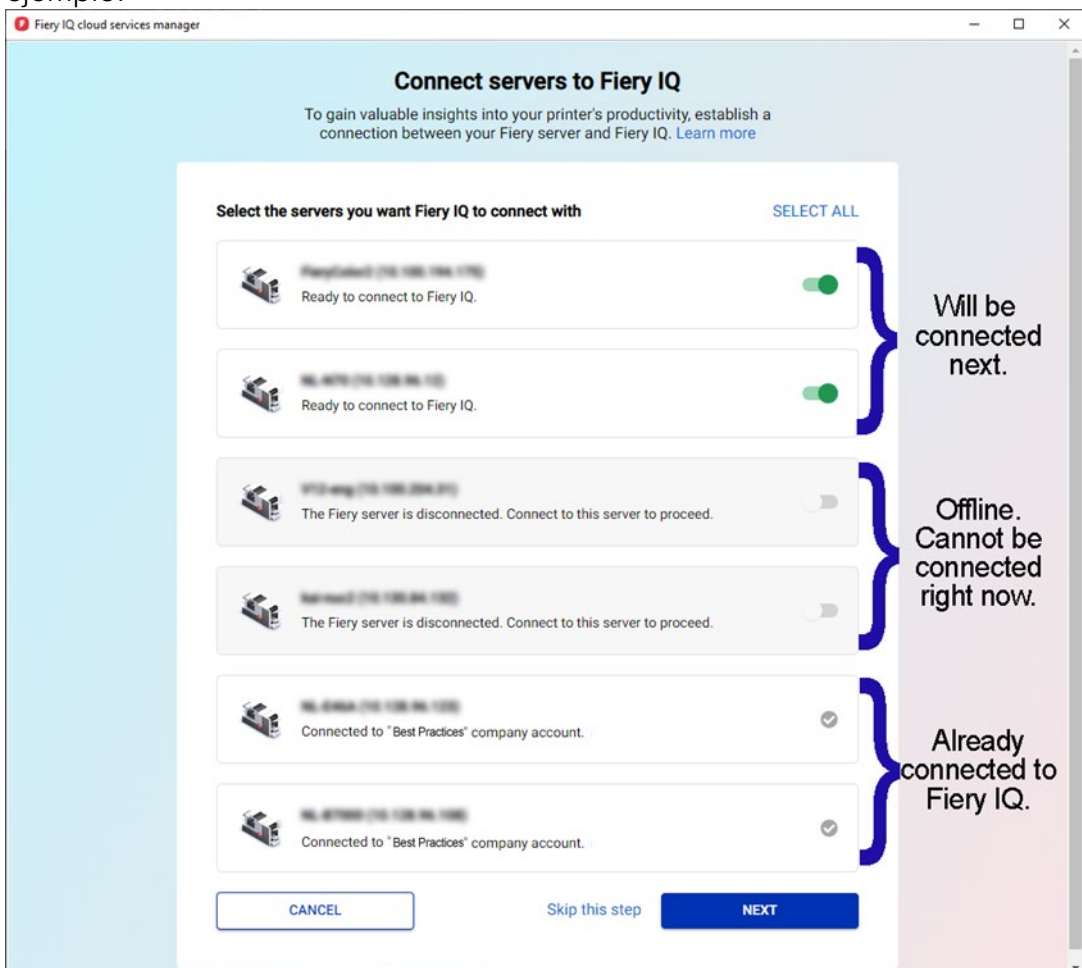 ejemplo:
Fiery IQ cloud services manager
Connect servers to Fiery IQ
To gain valuable insights into your printer's productivity, establish a
connection between your Fiery server and Fiery IQ. Learn more
Select the servers you want Fiery IQ to connect with
SELECT ALL
Ready to connect to Fiery IQ.
Ready to connect to Fiery IQ.
Will be
connected
next.
The Fiery server is disconnected. Connect to this server to proceed.
The Fiery server is disconnected. Connect to this server to proceed.
Offline.
Cannot be
connected
right now.
Connected to "Best Practices" company account.
Connected to "Best Practices" company account.
Already
connected to
Fiery IQ.
CANCEL
Skip this step
NEXT